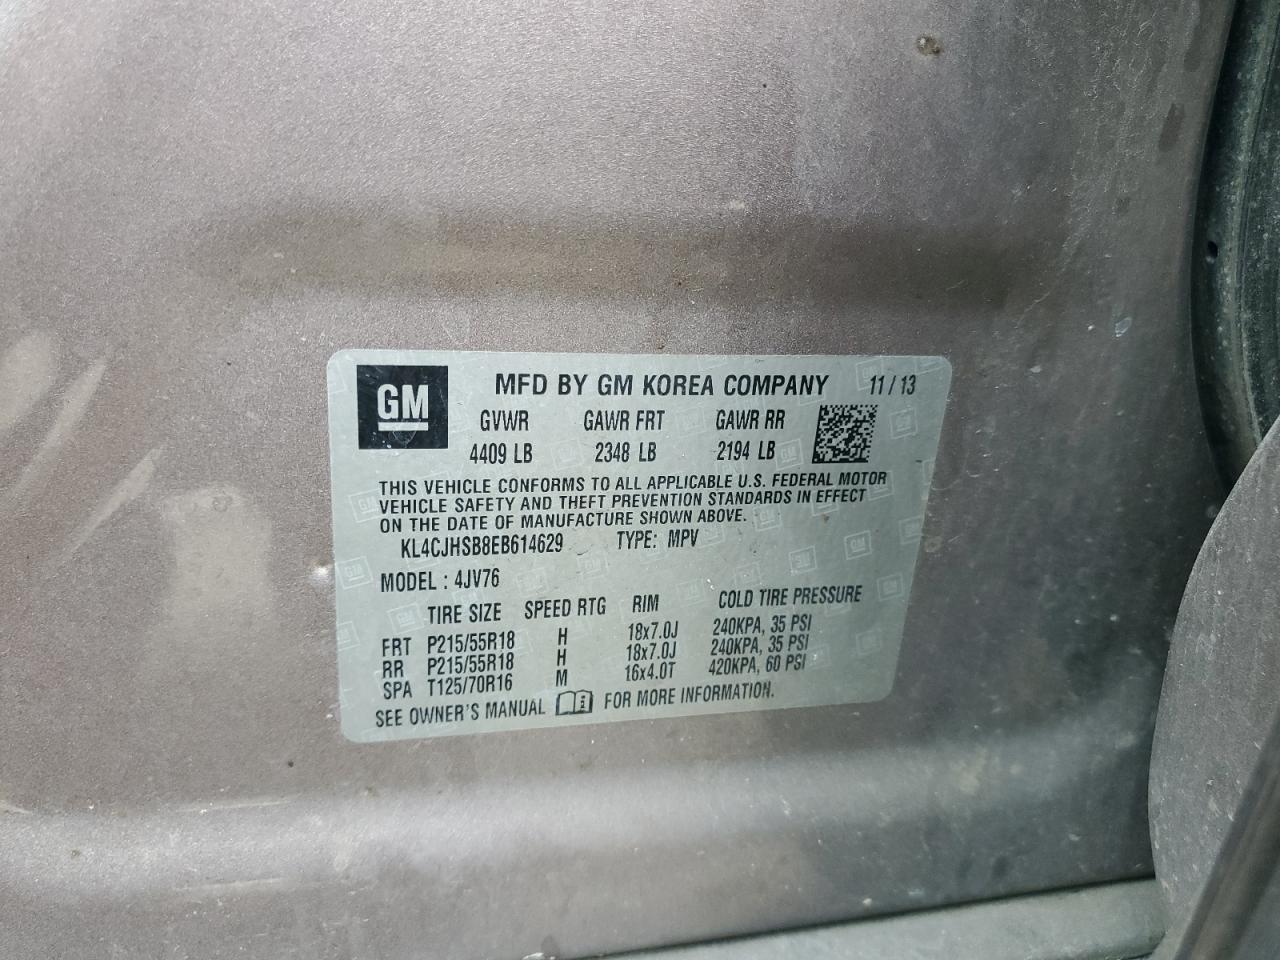 GM MFD BY GM KOREA COMPANY 11 / 13
GVWR GAWR FRT GAWR RR
4409 LB 2348 LB 2194 LB
THIS VEHICLE CONFORMS TO ALL APPLICABLE U.S. FEDERAL MOTOR
VEHICLE SAFETY AND THEFT PREVENTION STANDARDS IN EFFECT
ON THE DATE OF MANUFACTURE SHOWN ABOVE.
KL4CJHSB8EB614629 TYPE: MPV
MODEL : 4JV76
TIRE SIZE SPEED RTG RIM COLD TIRE PRESSURE
FRT P215/55R18 H 18x7.0J 240KPA, 35 PSI
RR P215/55R18 H 18x7.0J 240KPA, 35 PSI
SPA T125/70R16 M 16x4.0T 420KPA, 60 PSI
SEE OWNER'S MANUAL i FOR MORE INFORMATION.